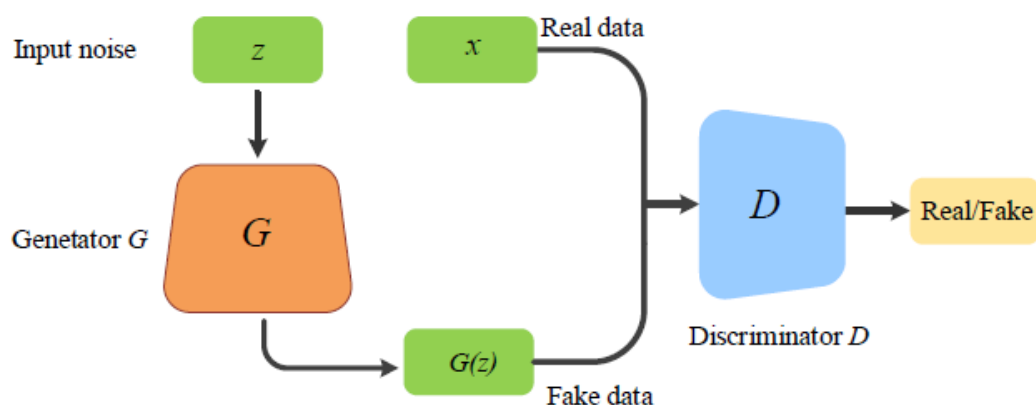 Input noise
z
x
Real data
Genetator G
G
D
Real/Fake
Discriminator D
G(z)
Fake data